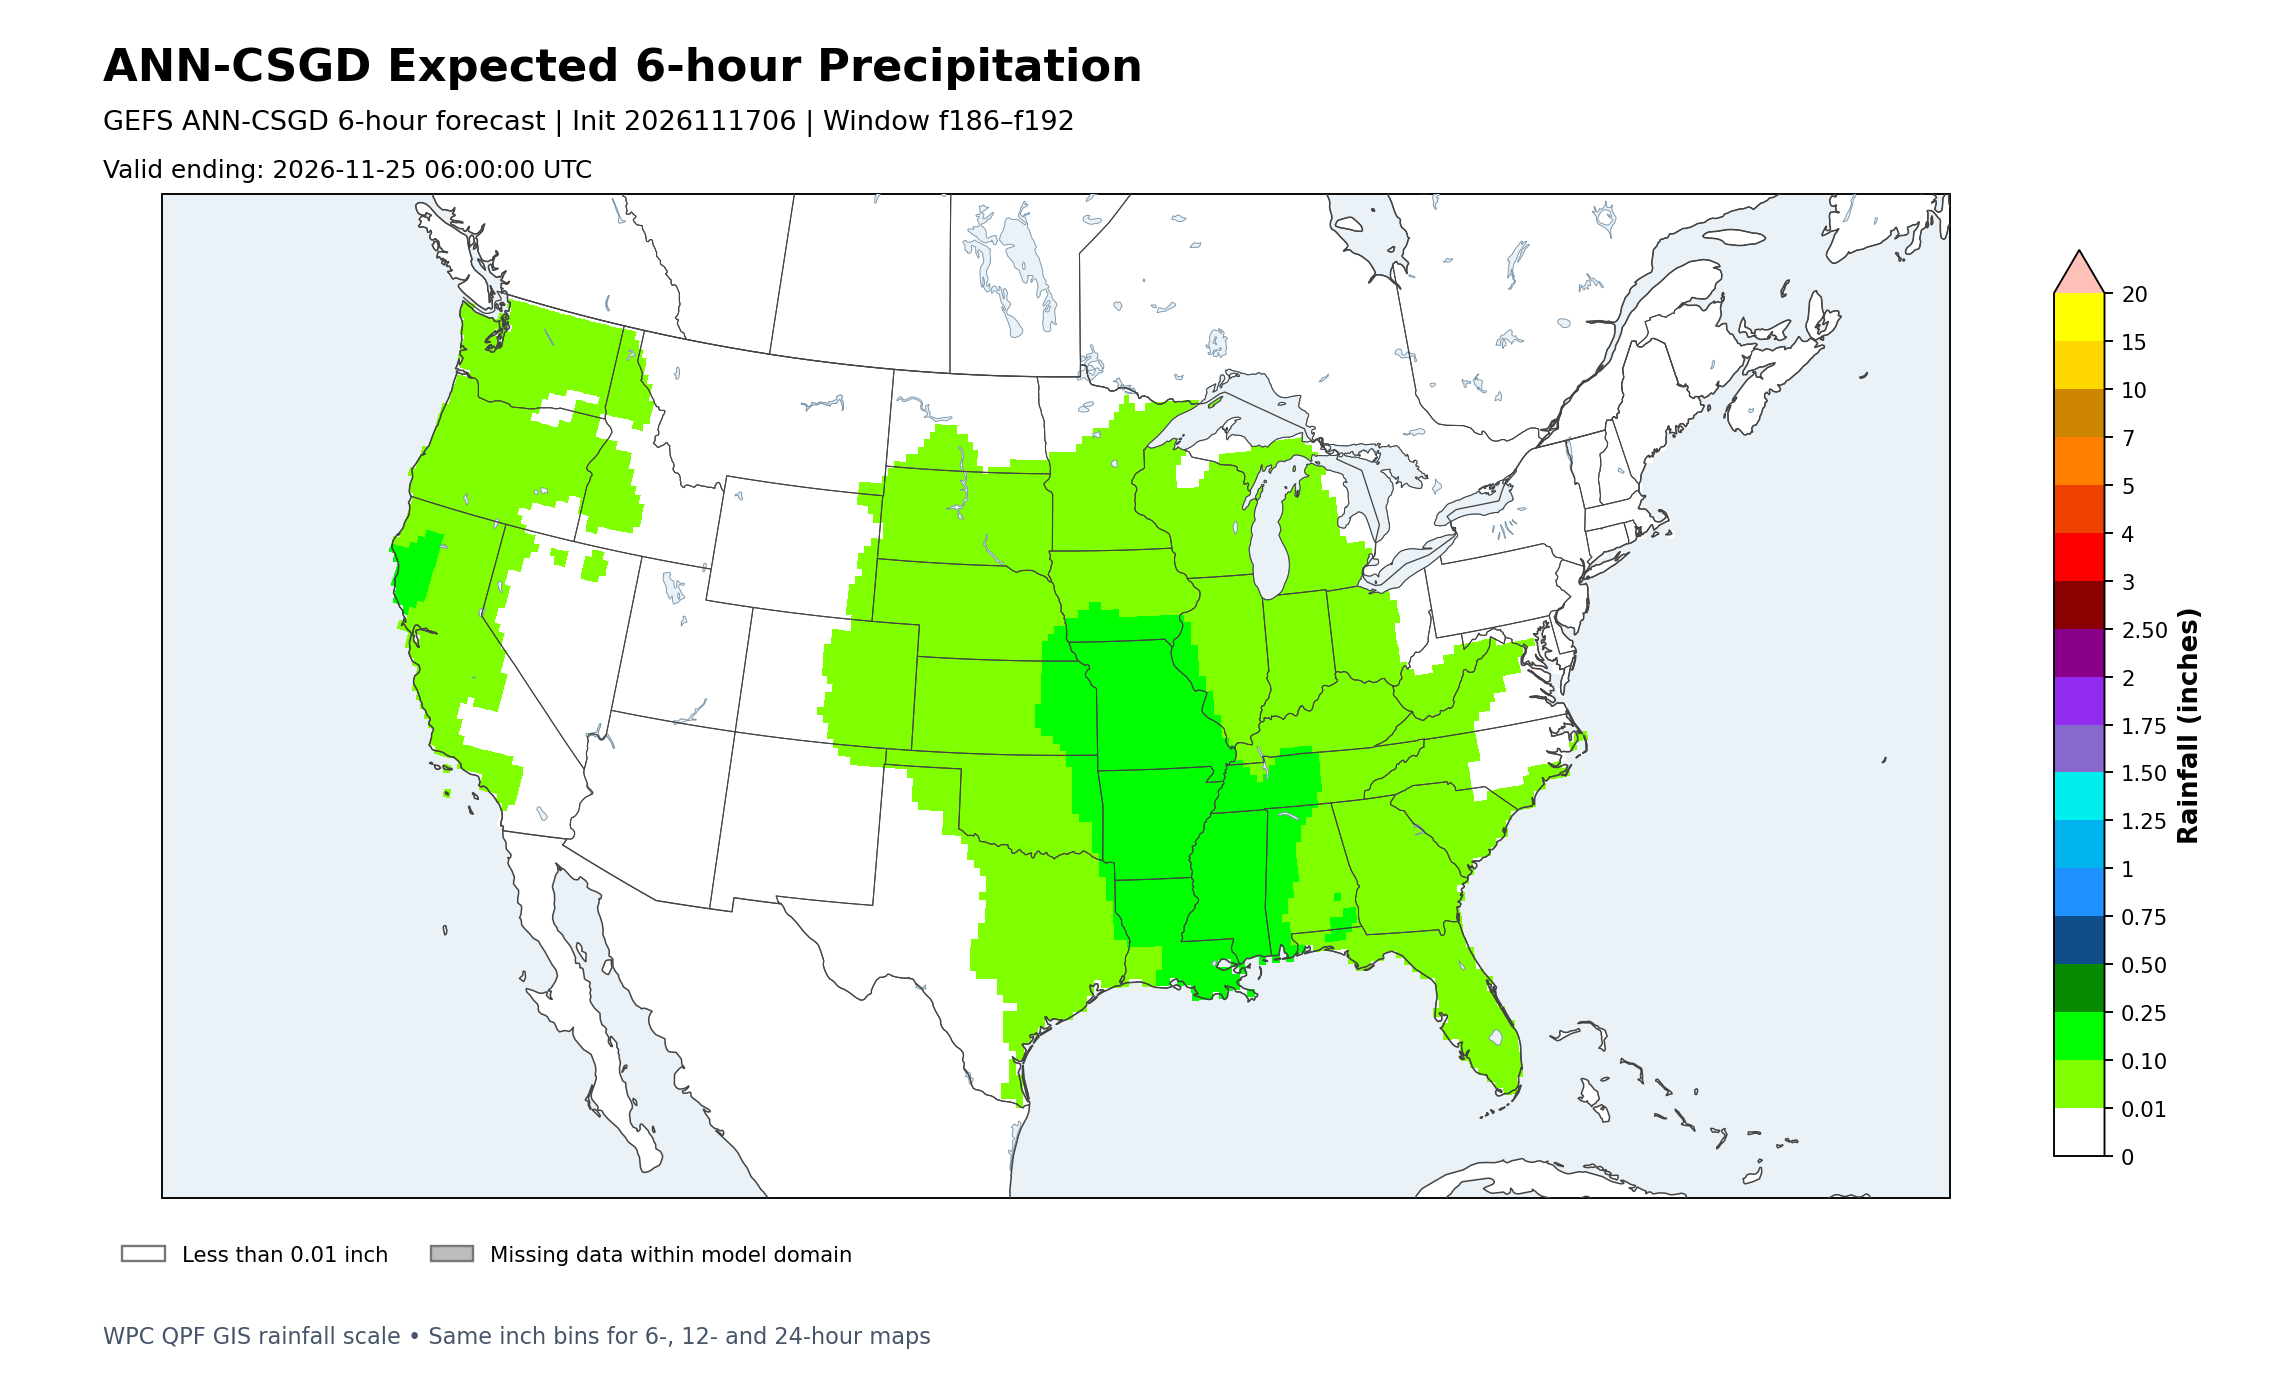 ANN-CSGD Expected 6-hour Precipitation
GEFS ANN-CSGD 6-hour forecast | Init 2026111706 | Window f186–f192
Valid ending: 2026-11-25 06:00:00 UTC
20
15
10
7
5
4
3
2.50
2
1.75
1.50
1.25
1
0.75
0.50
0.25
0.10
0.01
0
Rainfall (inches)
Less than 0.01 inch
Missing data within model domain
WPC QPF GIS rainfall scale • Same inch bins for 6-, 12- and 24-hour maps